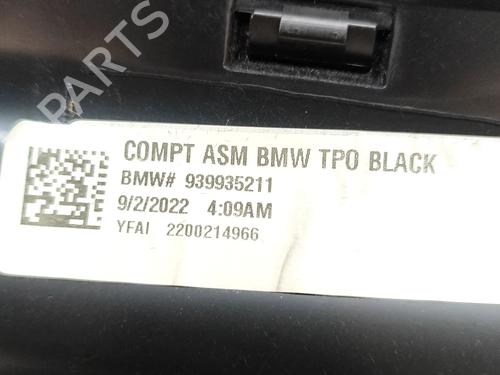 PARTS
COMPT ASM BMW TPO BLACK
BMW# 939935211
9/2/2022 4:09AM
YFAI 2200214966